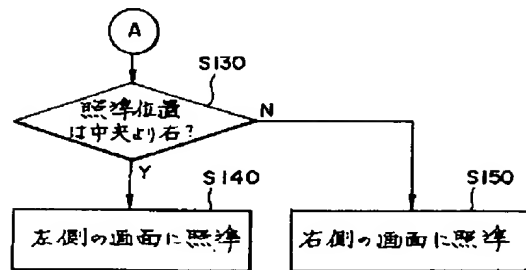 A
S130
照準位置
は中央より右?
N
Y
S140
S150
左側の画面に照準
右側の画面に照準